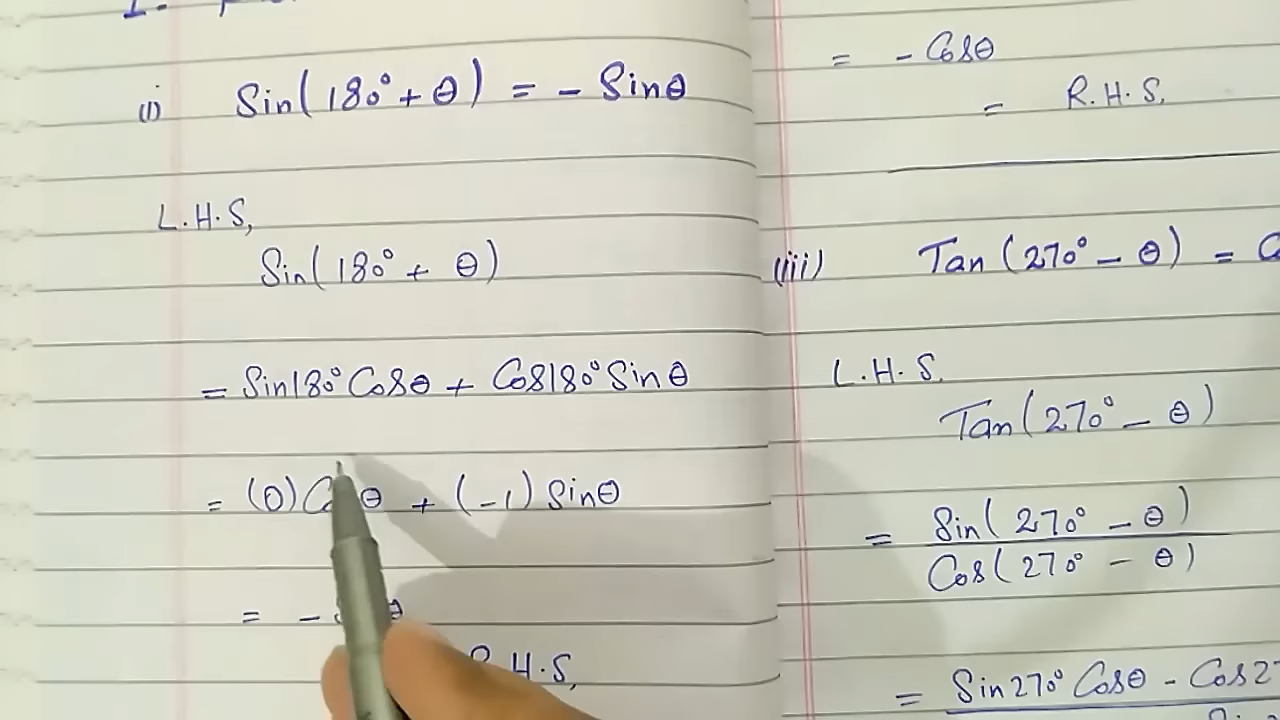 (i) Sin(180° + θ) = - Sinθ
L.H.S,
Sin(180° + θ)
= Sin180° Cosθ + Cos180° Sinθ
= (0) θ + (-1) Sinθ
= - θ
H.S,
= - Cosθ
= R.H.S,
(iii) Tan(270° - θ) =
L.H.S,
Tan(270° - θ)
= Sin(270° - θ)
Cos(270° - θ)
= Sin270° Cosθ - Cos2